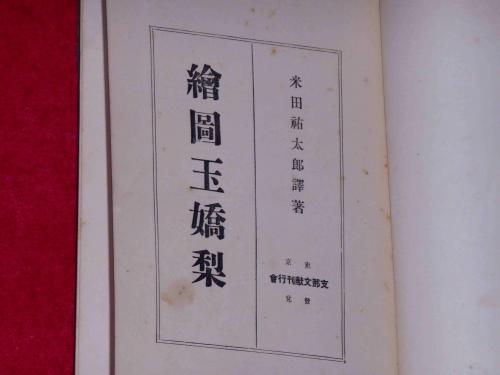 米田祐太郎譯著
繪圖玉嬌梨
東京
支那文獻刊行會
發兌